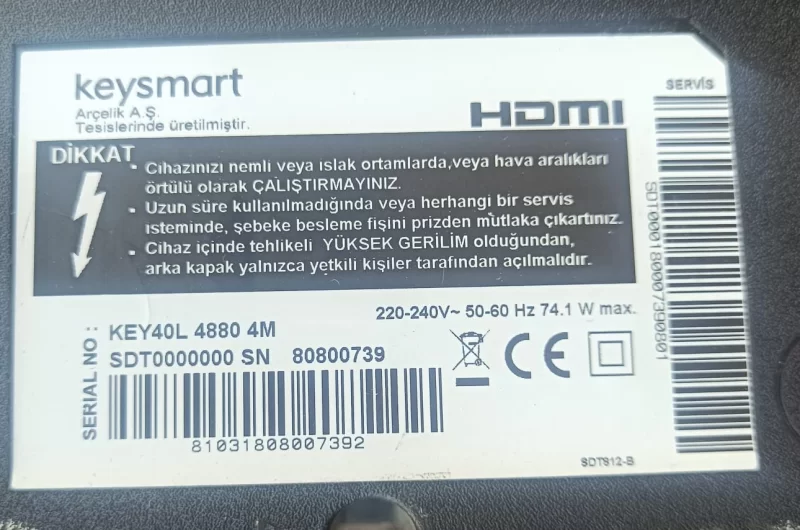 keysmart
Arçelik A.Ş.
Tesislerinde üretilmiştir.
HDMI
SERVİS
DİKKAT
• Cihazınızı nemli veya ıslak ortamlarda,veya hava aralıkları
örtülü olarak ÇALIŞTIRMAYINIZ.
• Uzun süre kullanılmadığında veya herhangi bir servis
isteminde, şebeke besleme fişini prizden mutlaka çıkartınız.
• Cihaz içinde tehlikeli YÜKSEK GERİLİM olduğundan,
arka kapak yalnızca yetkili kişiler tarafından açılmalıdır.
SDT000180007390801
220-240V~ 50-60 Hz 74.1 W max.
SERIAL NO :
KEY40L 4880 4M
SDT0000000 SN 80800739
CE
81031808007392
SDT912-B